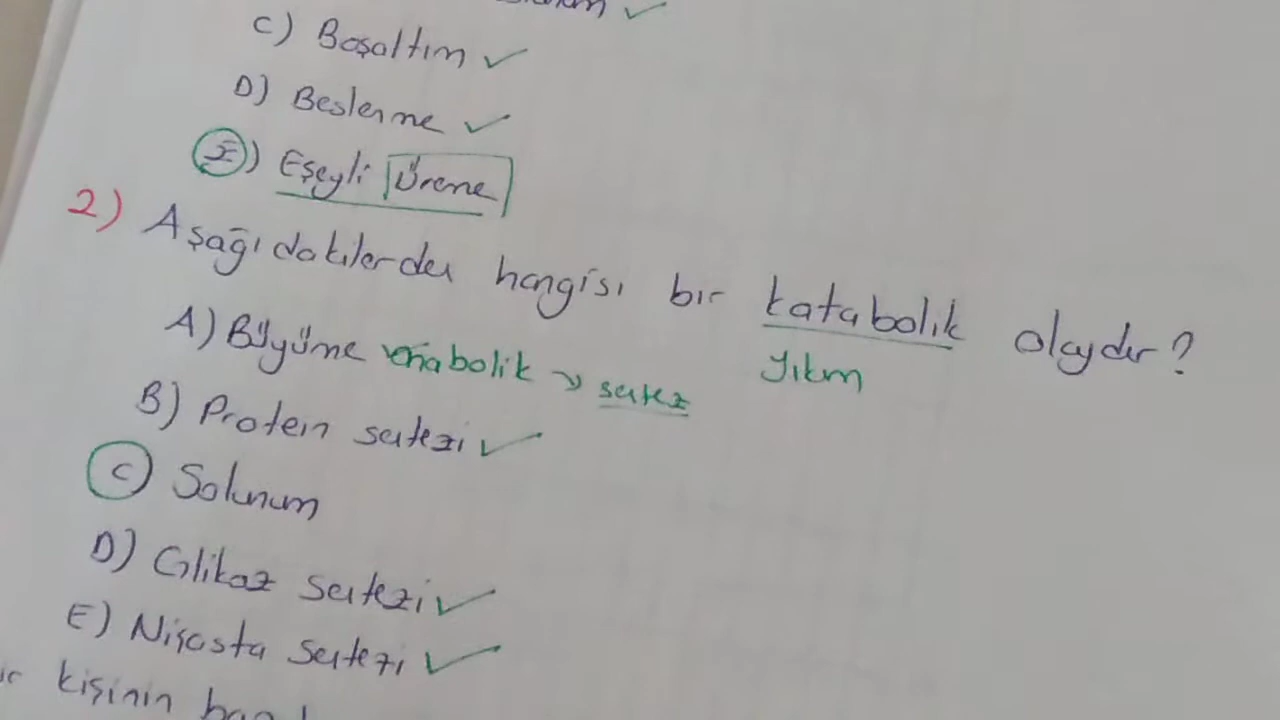 C) Boşaltım ✓
D) Beslenme ✓
E) Eşeyli Üreme
2) Aşağıdakilerden hangisi bir katabolik olaydır?
yıkım
A) Büyüme anabolik → sentez
B) Protein sentezi ✓
C) Solunum
D) Glikoz sentezi ✓
E) Nişasta sentezi ✓
kişinin